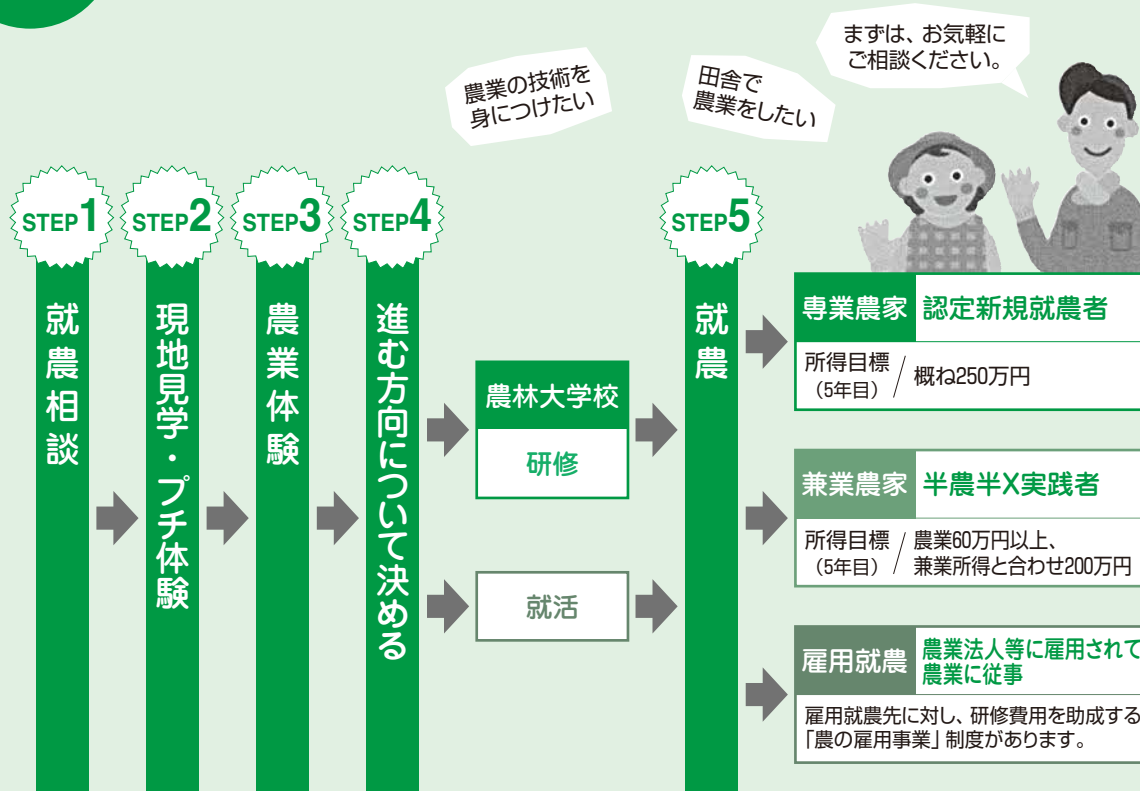 まずは、お気軽に
ご相談ください。
農業の技術を
身につけたい
田舎で
農業をしたい
STEP1
就農相談
STEP2
現地見学・プチ体験
STEP3
農業体験
STEP4
進む方向について決める
農林大学校
研修
就活
STEP5
就農
専業農家 認定新規就農者
所得目標
(5年目)
概ね250万円
兼業農家 半農半X実践者
所得目標
(5年目)
農業60万円以上、
兼業所得と合わせ200万円
雇用就農
農業法人等に雇用されて
農業に従事
雇用就農先に対し、研修費用を助成する
「農の雇用事業」制度があります。